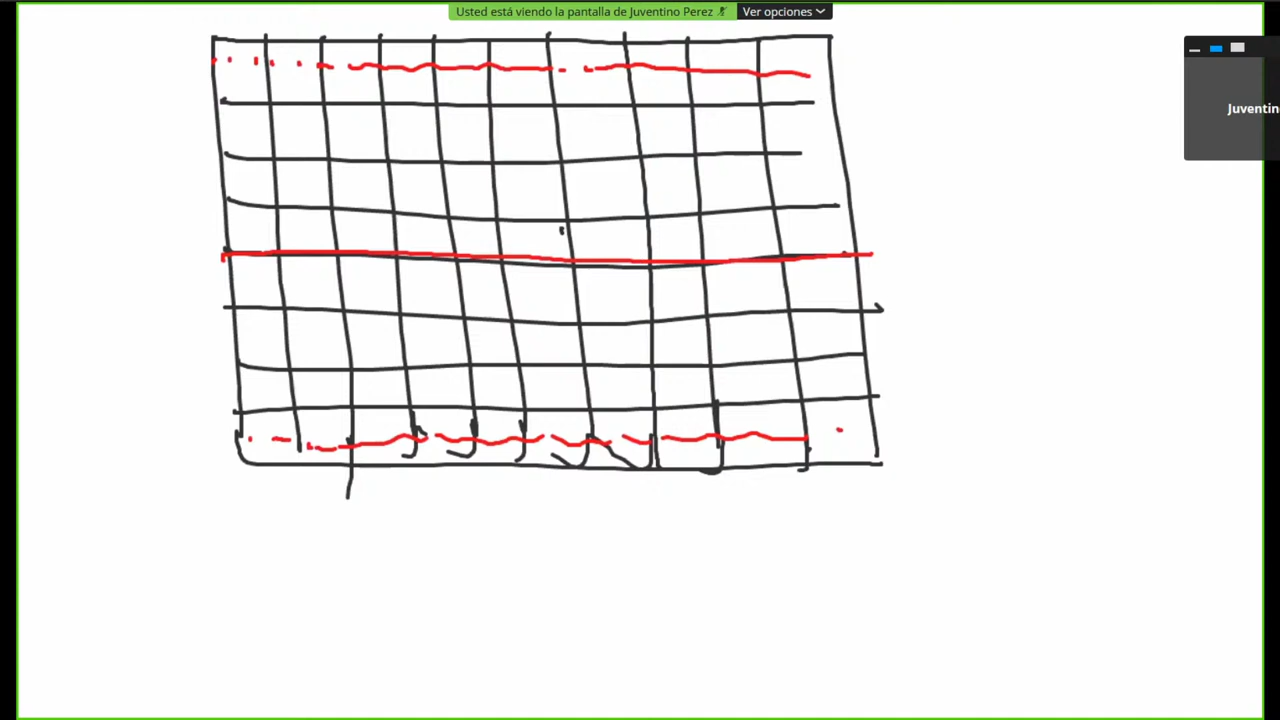 Usted está viendo la pantalla de Juventino Perez
Ver opciones
Juventin